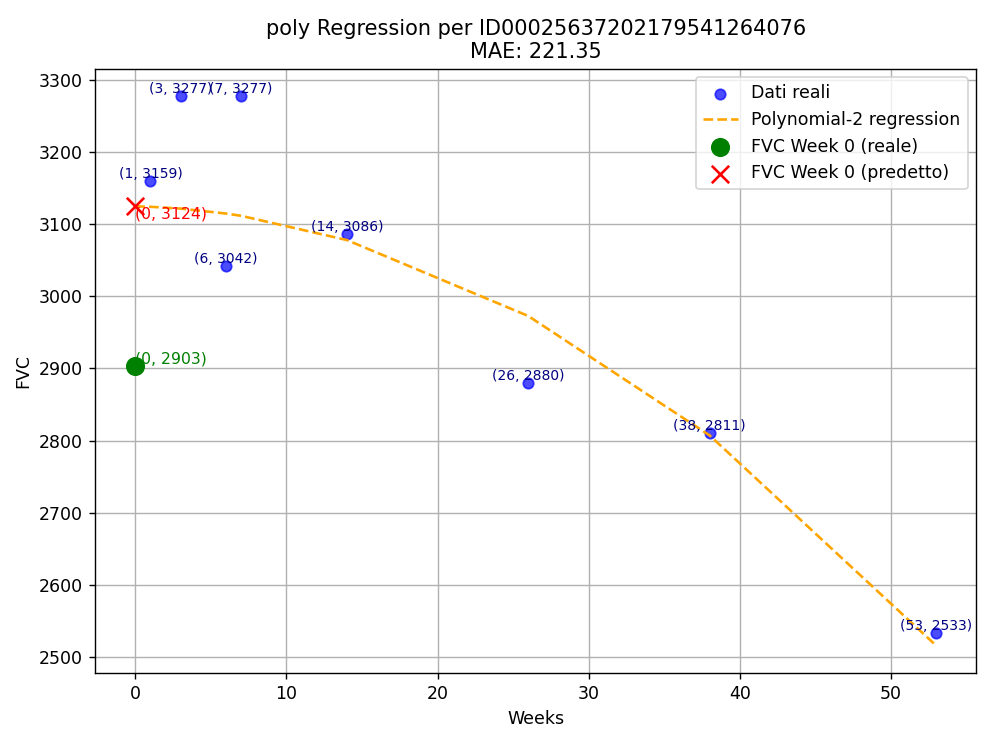 poly Regression per ID00025637202179541264076
MAE: 221.35
Dati reali
Polynomial-2 regression
FVC Week 0 (reale)
FVC Week 0 (predetto)
FVC
3300
3200
3100
3000
2900
2800
2700
2600
2500
(3, 3277)
(7, 3277)
(1, 3159)
(0, 3124)
(14, 3086)
(6, 3042)
(0, 2903)
(26, 2880)
(38, 2811)
(53, 2533)
0 10 20 30 40 50
Weeks